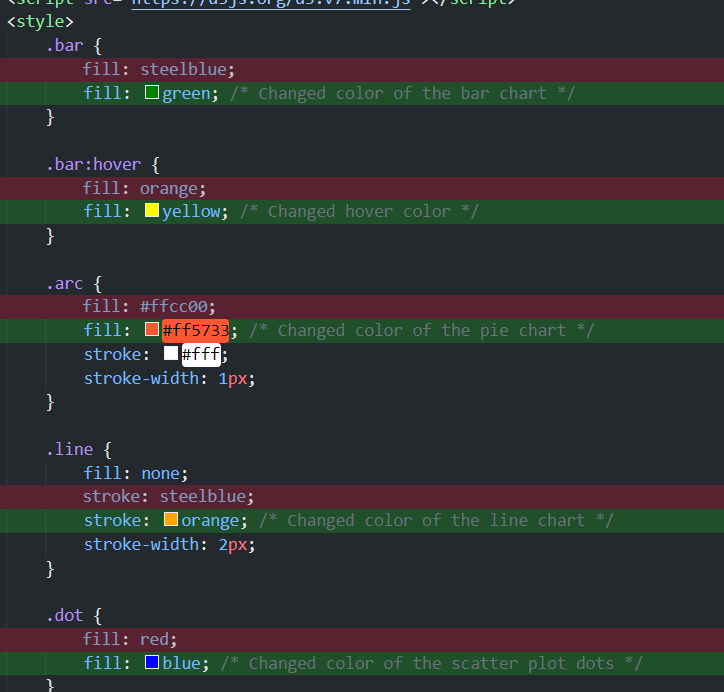 <script src="https://d3js.org/d3.v7.min.js"></script>
<style>
.bar {
fill: steelblue;
fill: green; /* Changed color of the bar chart */
}
.bar:hover {
fill: orange;
fill: yellow; /* Changed hover color */
}
.arc {
fill: #ffcc00;
fill: #ff5733; /* Changed color of the pie chart */
stroke: #fff;
stroke-width: 1px;
}
.line {
fill: none;
stroke: steelblue;
stroke: orange; /* Changed color of the line chart */
stroke-width: 2px;
}
.dot {
fill: red;
fill: blue; /* Changed color of the scatter plot dots */
}